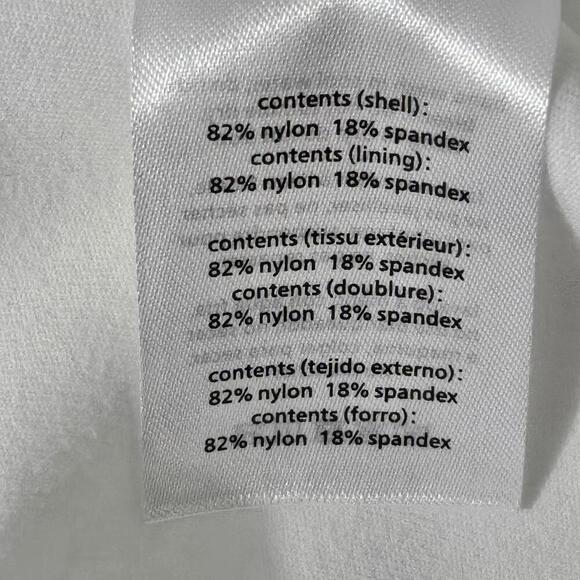 contents (shell):
82% nylon 18% spandex
contents (lining):
82% nylon 18% spandex
contents (tissu extérieur):
82% nylon 18% spandex
contents (doublure):
82% nylon 18% spandex
contents (tejido externo):
82% nylon 18% spandex
contents (forro):
82% nylon 18% spandex